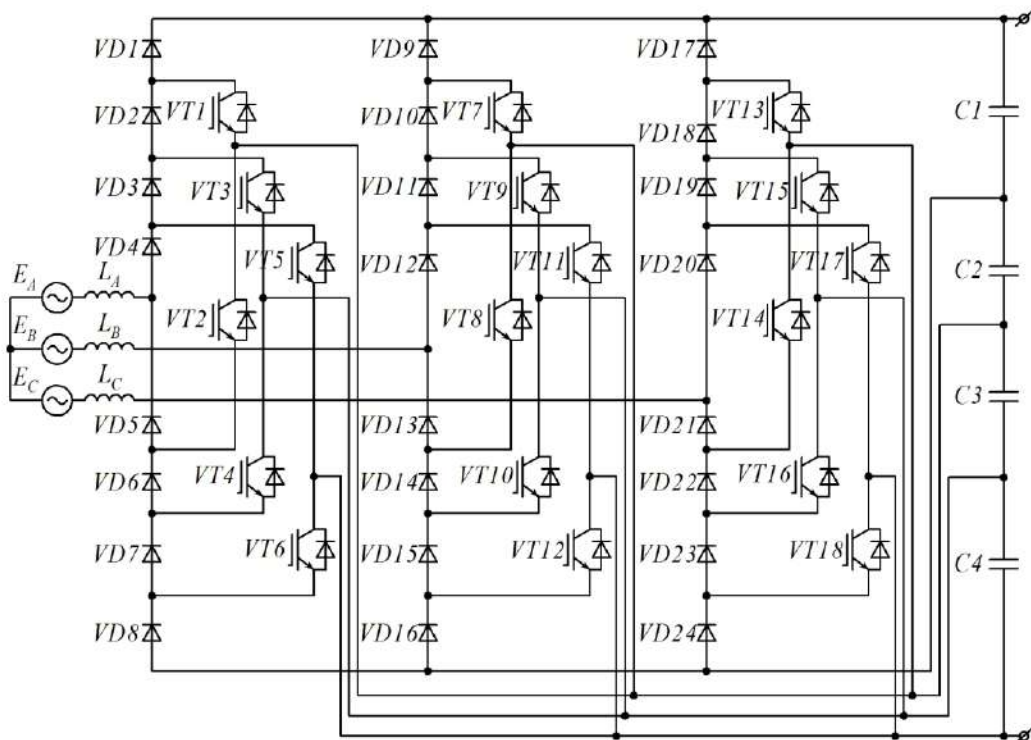 VD1 VD9 VD17
VT1 VT7 VT13
VD2 VD10 C1
VD18
VD3 VT3 VD11 VT9 VD19 VT15
VD4 VT5 VD12 VT11 VD20 VT17
E_A L_A C2
VT2 VT8 VT14
E_B L_B
E_C L_C C3
VD5 VD13 VD21
VD6 VT4 VD14 VT10 VD22 VT16
VD7 VT6 VD15 VT12 VD23 VT18 C4
VD8 VD16 VD24